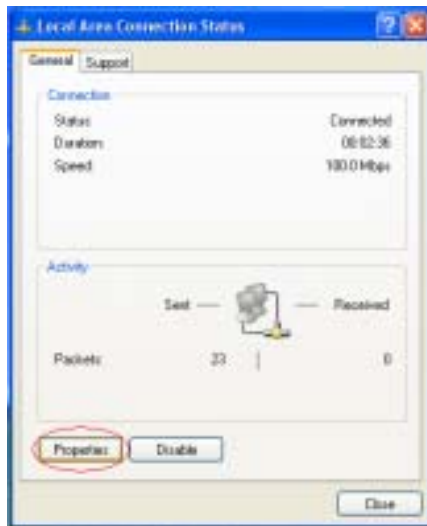 Local Area Connection Status
General Support
Connection
Status Connected
Duration 00:02:36
Speed 100.0 Mbps
Activity
Sent — — Received
Packets 23 | 0
Properties Disable
Close